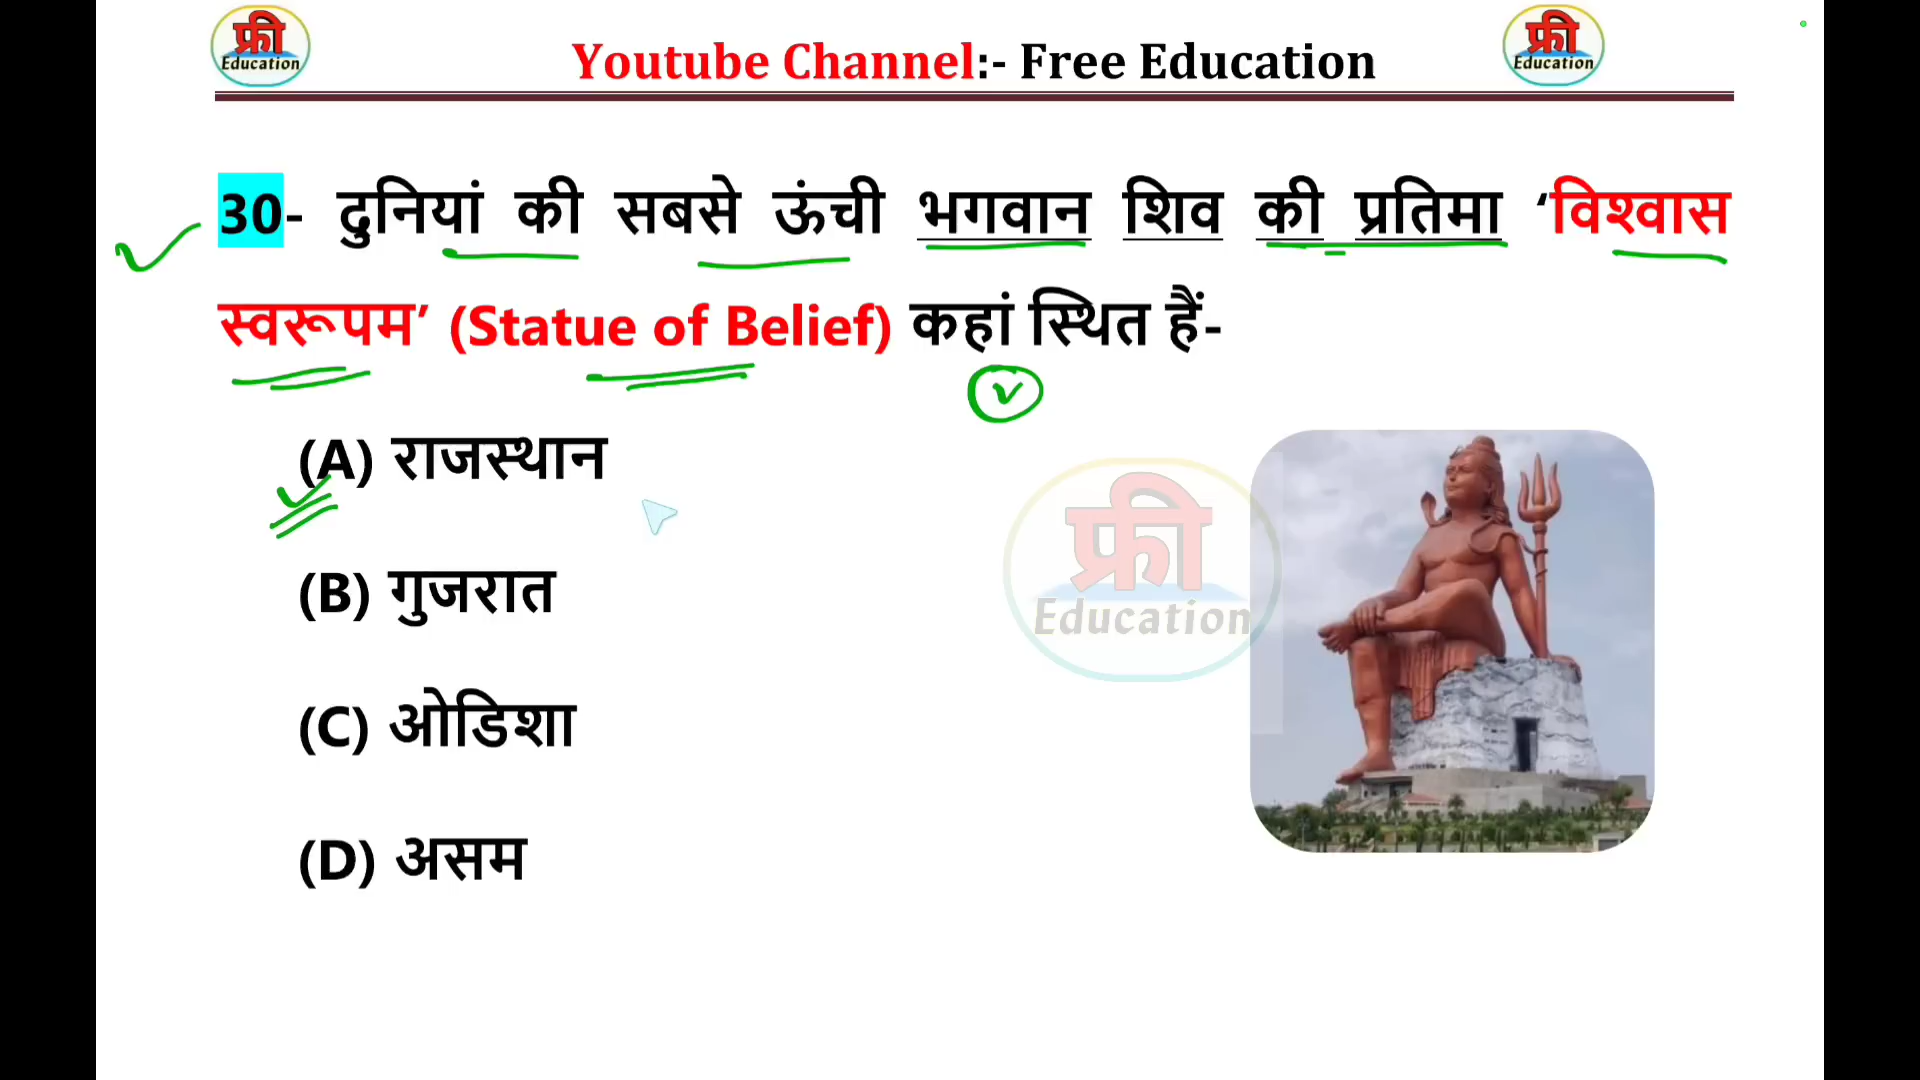 फ्री
Education
Youtube Channel:- Free Education
फ्री
Education
30- दुनियां की सबसे ऊंची भगवान शिव की प्रतिमा ‘विश्वास
स्वरूपम’ (Statue of Belief) कहां स्थित हैं-
(A) राजस्थान
(B) गुजरात
(C) ओडिशा
(D) असम
फ्री
Education